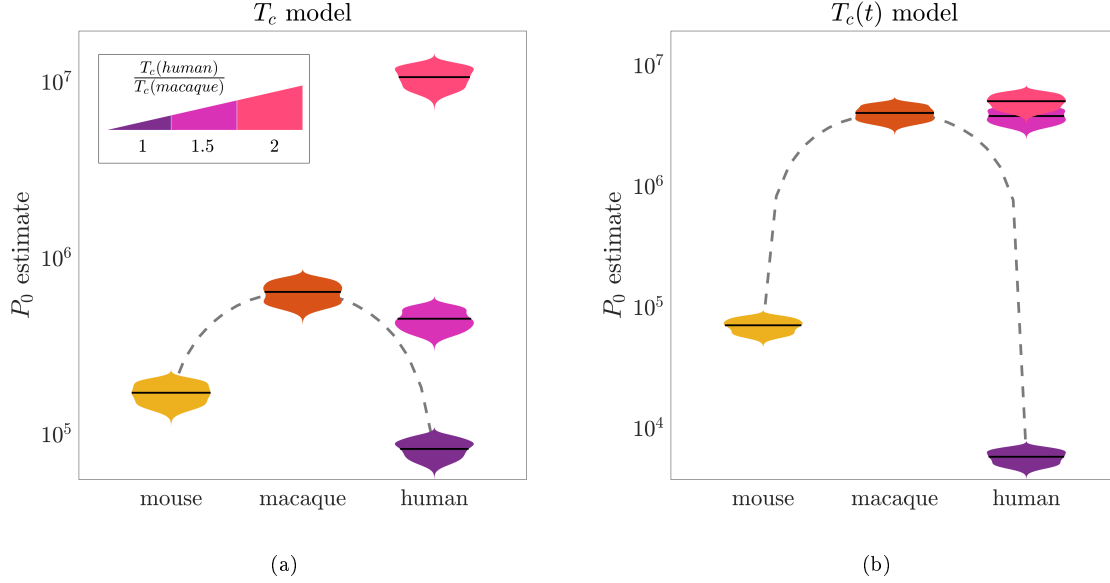 T_c model
T_c(human)
T_c(macaque)
1 1.5 2
10^7
10^6
10^5
P_0 estimate
mouse macaque human
(a)
T_c(t) model
10^7
10^6
10^5
10^4
P_0 estimate
mouse macaque human
(b)